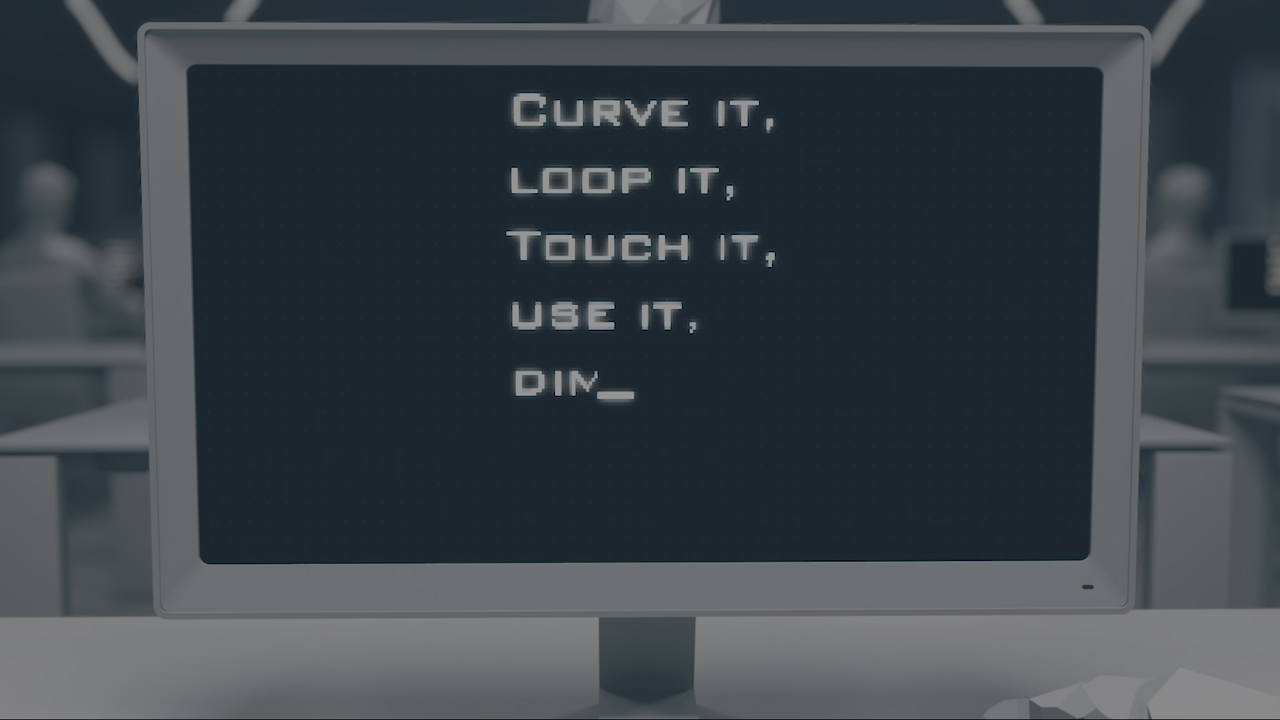 Curve it,
loop it,
Touch it,
use it,
dim_